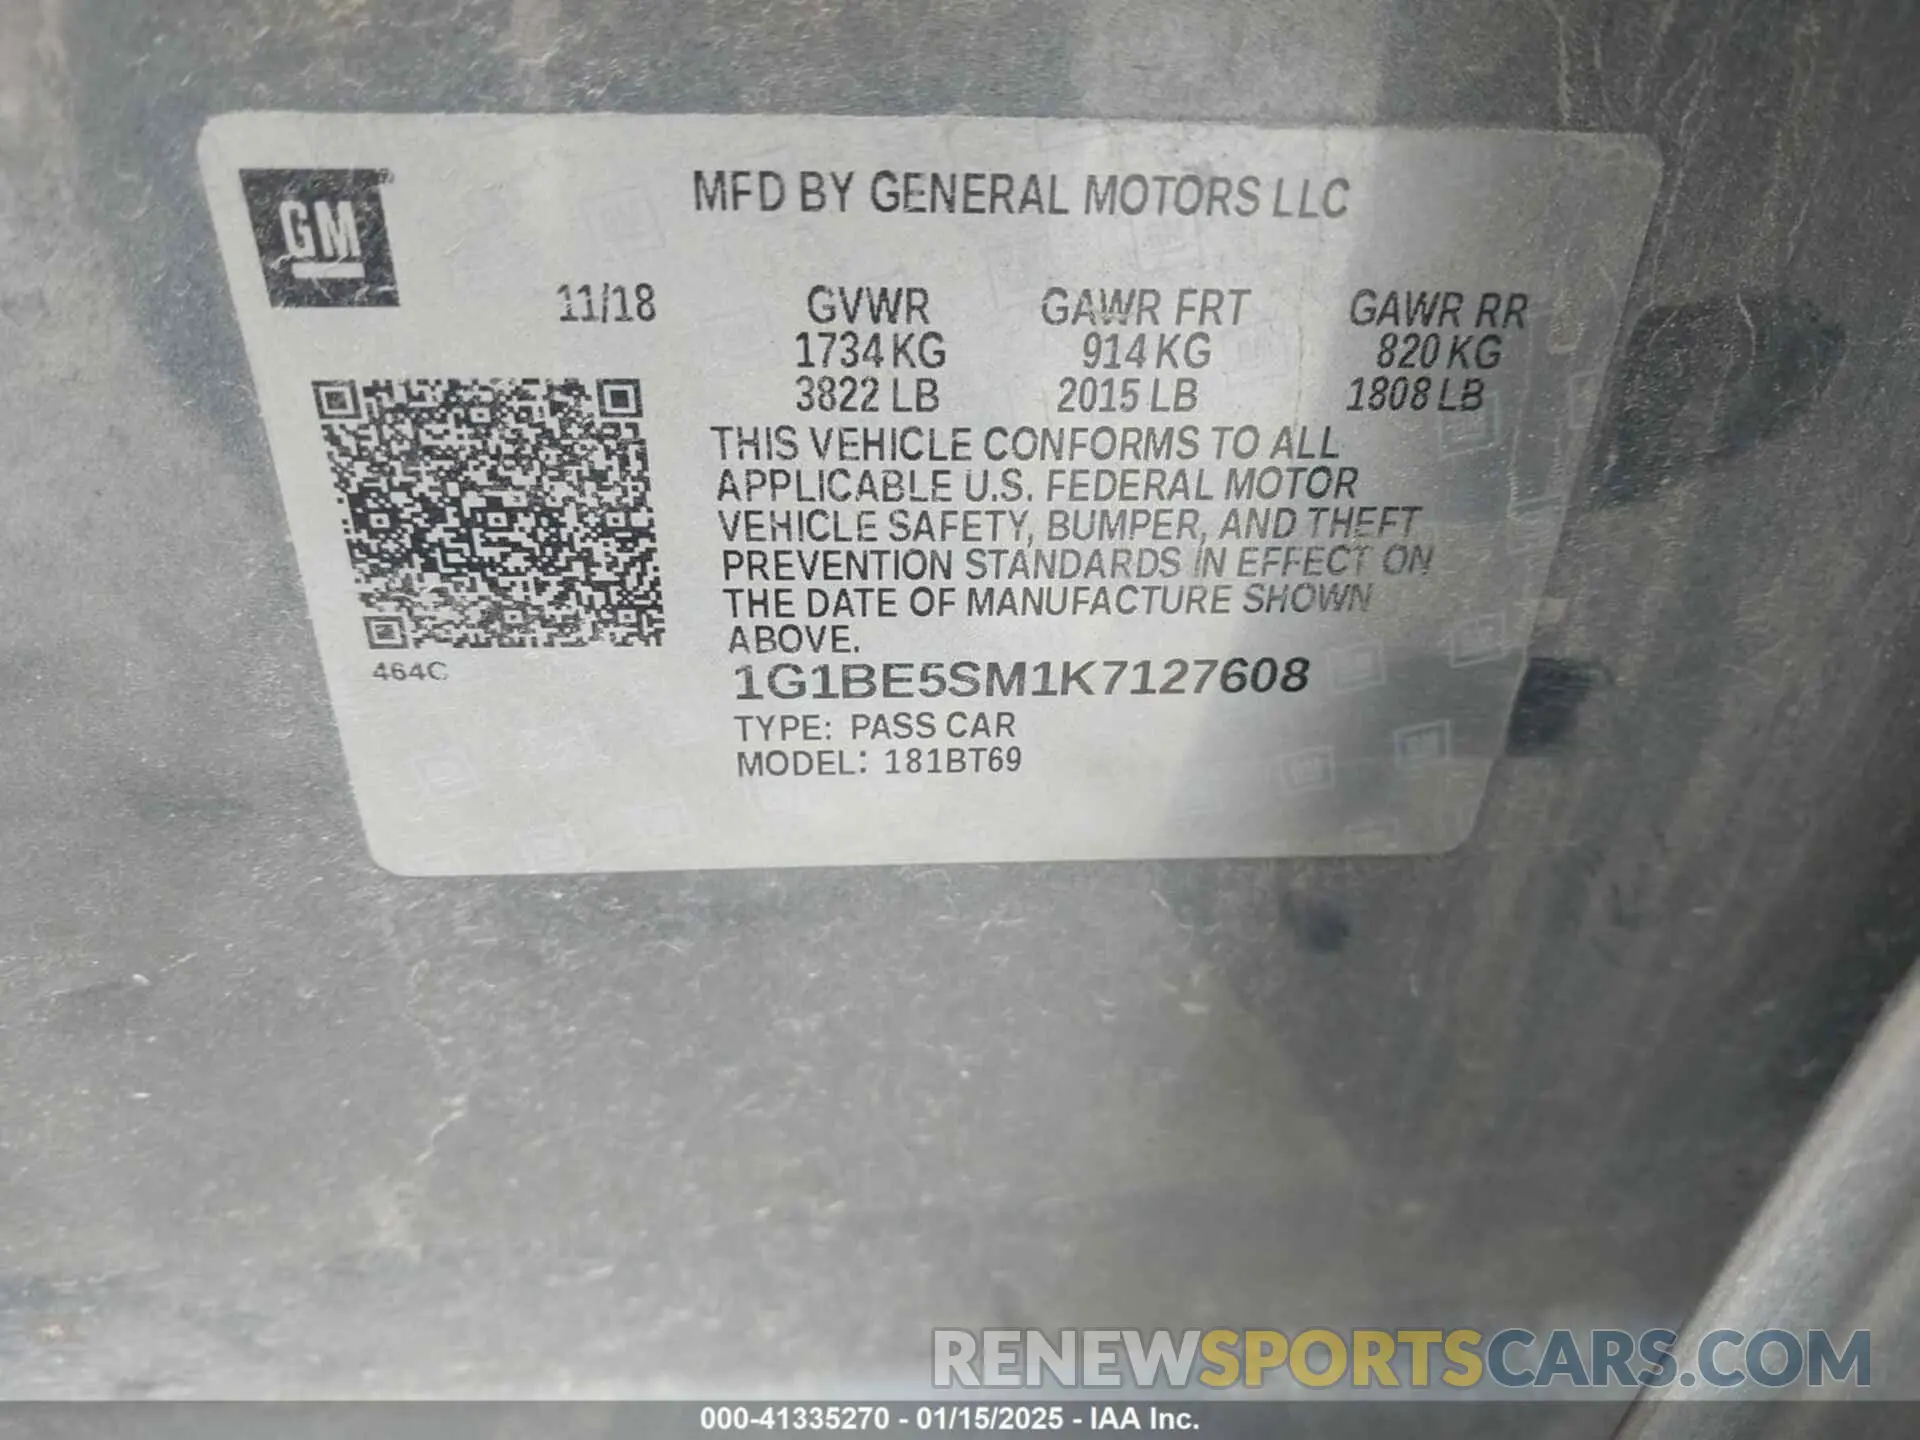 GM
MFD BY GENERAL MOTORS LLC
11/18 GVWR GAWR FRT GAWR RR
1734 KG 914 KG 820 KG
3822 LB 2015 LB 1808 LB
THIS VEHICLE CONFORMS TO ALL
APPLICABLE U.S. FEDERAL MOTOR
VEHICLE SAFETY, BUMPER, AND THEFT
PREVENTION STANDARDS IN EFFECT ON
THE DATE OF MANUFACTURE SHOWN
ABOVE.
464C
1G1BE5SM1K7127608
TYPE: PASS CAR
MODEL: 181BT69
RENEWSPORTSCARS.COM
000-41335270 - 01/15/2025 - IAA Inc.